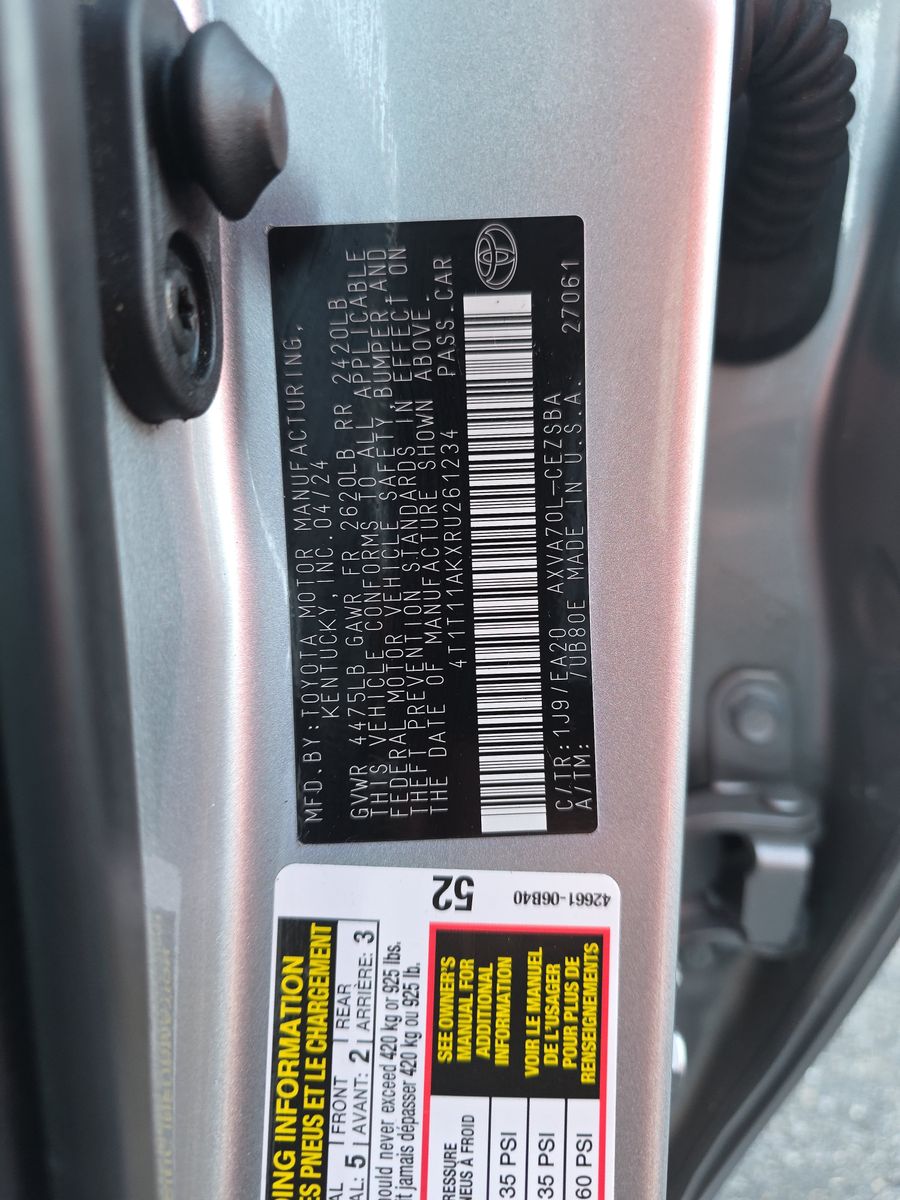 MFD.BY:TOYOTA MOTOR MANUFACTURING,
KENTUCKY, INC. 04/24
GVWR 4475LB GAWR FR 2620LB RR 2420LB
THIS VEHICLE CONFORMS TO ALL APPLICABLE
FEDERAL MOTOR VEHICLE SAFETY, BUMPER, AND
THEFT PREVENTION STANDARDS IN EFFECT ON
THE DATE OF MANUFACTURE SHOWN ABOVE.
4T1T11AKXRU261234 PASS.CAR
C/TR:1J9/EA20 AXVA70L-CEZSBA
A/TM: /UB80E MADE IN U.S.A. 27061
52
42661-06B40
ING INFORMATION
ES PNEUS ET LE CHARGEMENT
AL FRONT REAR
AL: 5 AVANT: 2 ARRIÈRE: 3
ould never exceed 420 kg or 925 lbs.
it jamais dépasser 420 kg ou 925 lb.
SEE OWNER'S
MANUAL FOR
ADDITIONAL
INFORMATION
VOIR LE MANUEL
DE L'USAGER
POUR PLUS DE
RENSEIGNEMENTS
RESSURE
NEUS À FROID
35 PSI
35 PSI
60 PSI